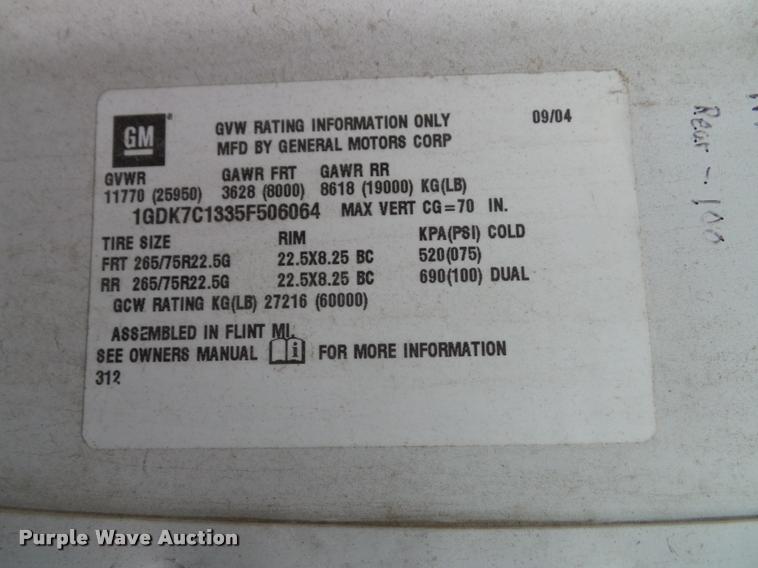 GM
GVW RATING INFORMATION ONLY 09/04
MFD BY GENERAL MOTORS CORP
GVWR GAWR FRT GAWR RR
11770 (25950) 3628 (8000) 8618 (19000) KG(LB)
1GDK7C1335F506064 MAX VERT CG=70 IN.
TIRE SIZE RIM KPA(PSI) COLD
FRT 265/75R22.5G 22.5X8.25 BC 520(075)
RR 265/75R22.5G 22.5X8.25 BC 690(100) DUAL
GCW RATING KG(LB) 27216 (60000)
ASSEMBLED IN FLINT MI.
SEE OWNERS MANUAL i FOR MORE INFORMATION
312
Rear - 100
Purple Wave Auction